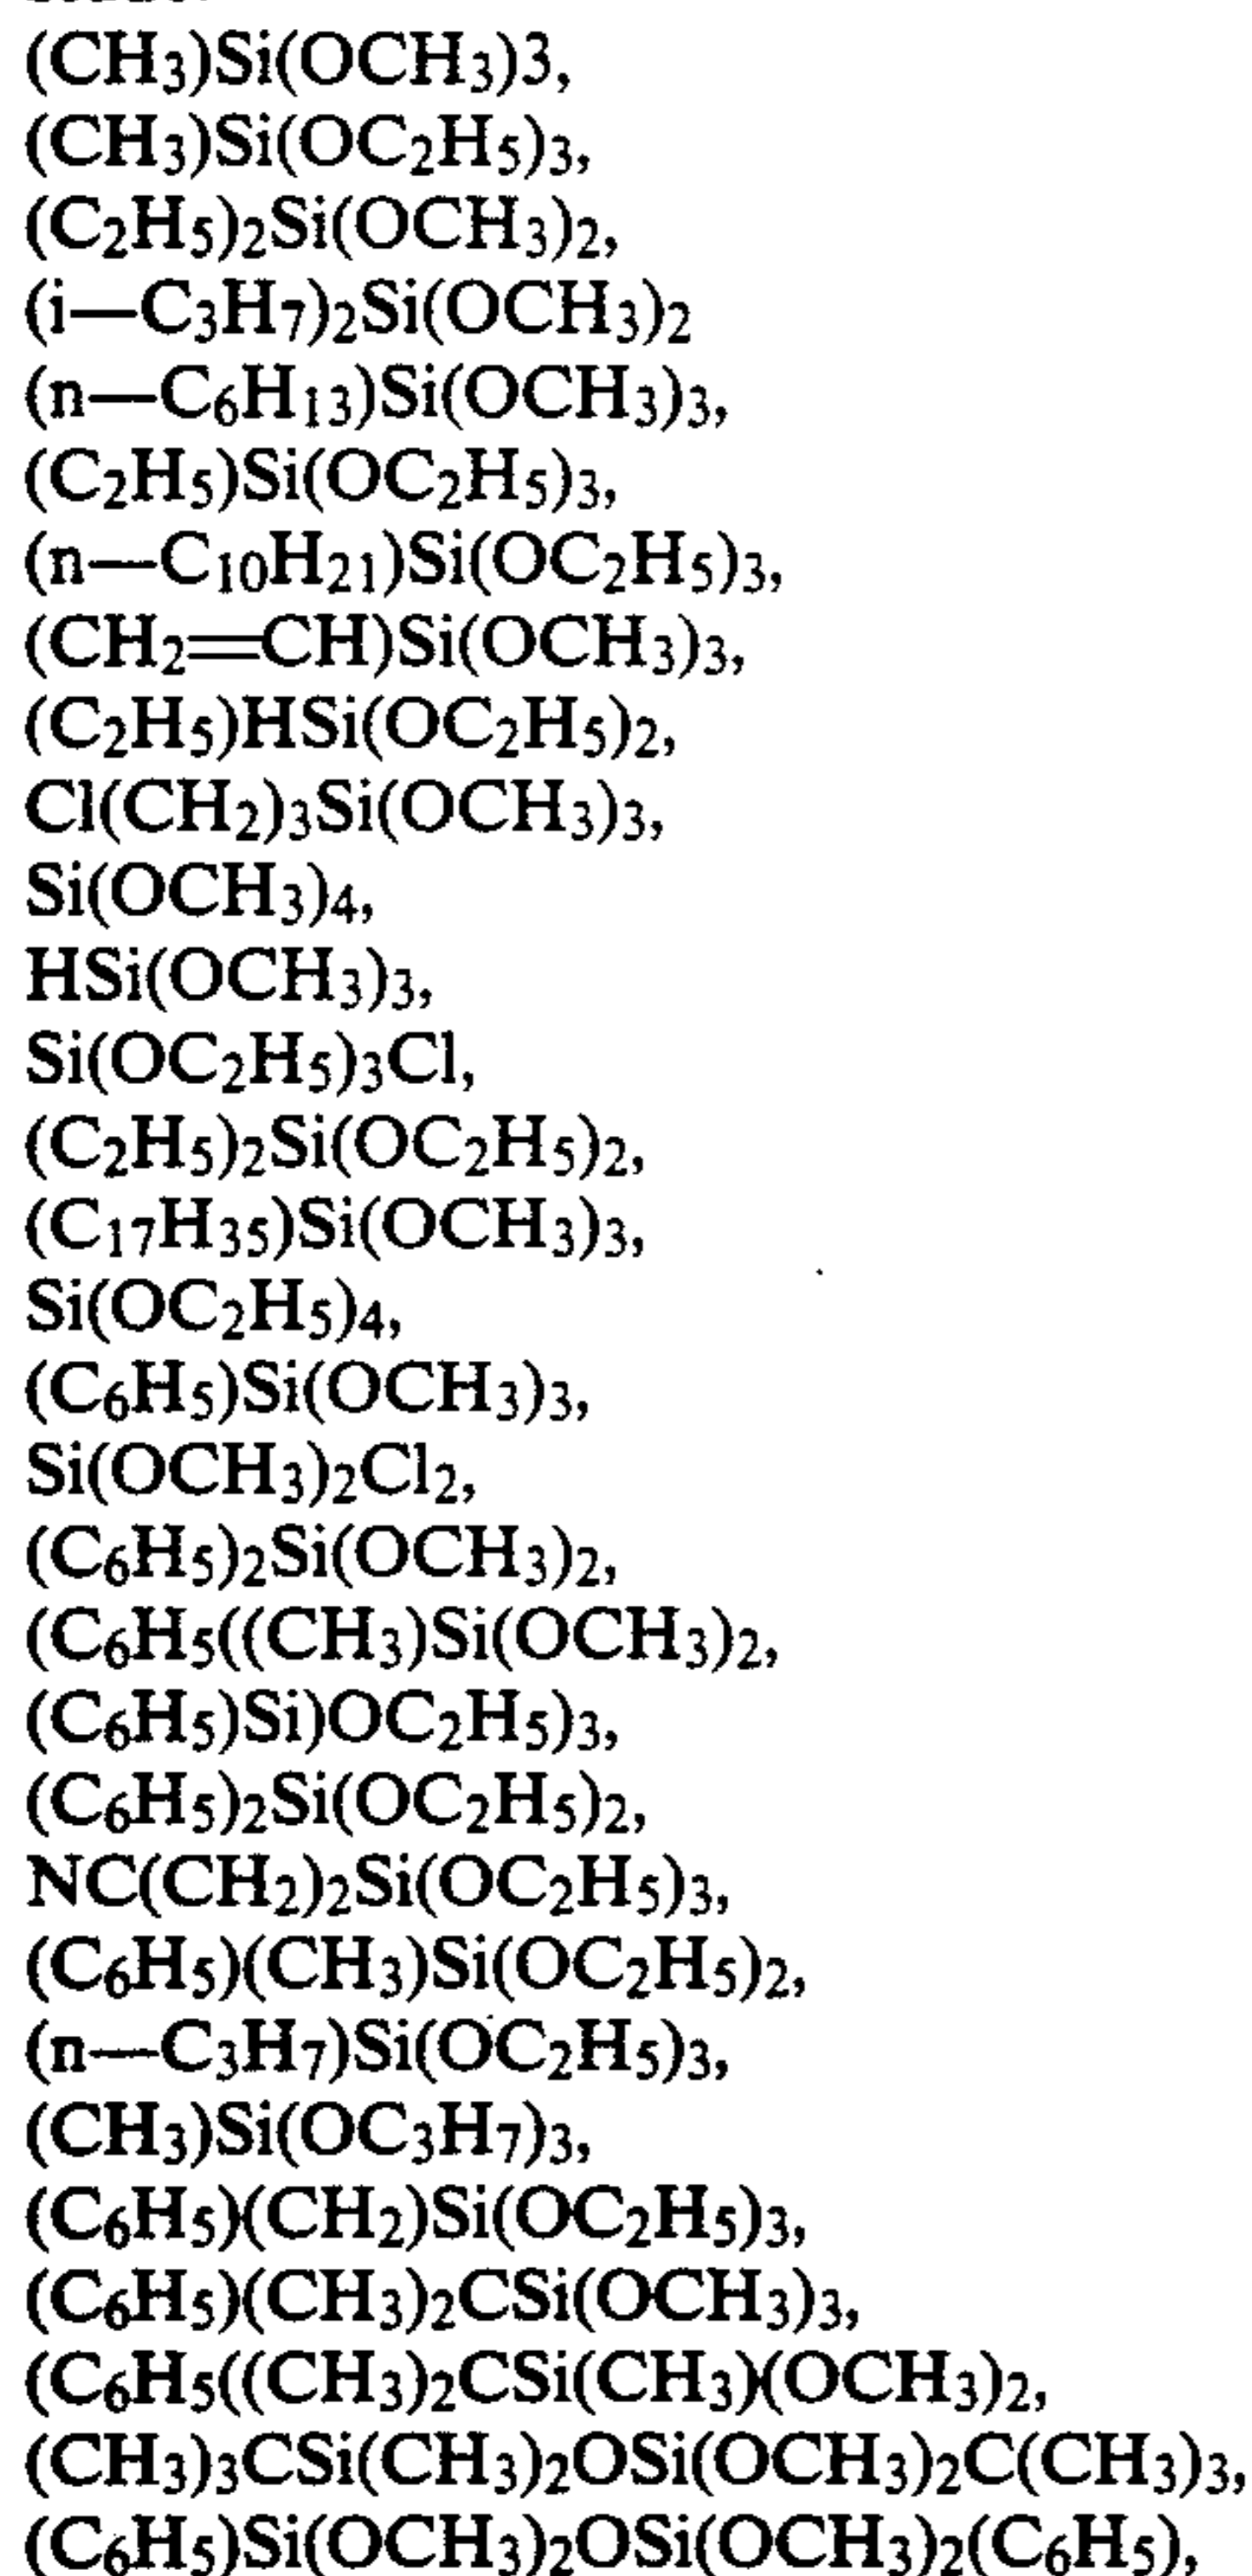 (CH₃)Si(OCH₃)3,
(CH₃)Si(OC₂H₅)₃,
(C₂H₅)₂Si(OCH₃)₂,
(i—C₃H₇)₂Si(OCH₃)₂
(n—C₆H₁₃)Si(OCH₃)₃,
(C₂H₅)Si(OC₂H₅)₃,
(n—C₁₀H₂₁)Si(OC₂H₅)₃,
(CH₂═CH)Si(OCH₃)₃,
(C₂H₅)HSi(OC₂H₅)₂,
Cl(CH₂)₃Si(OCH₃)₃,
Si(OCH₃)₄,
HSi(OCH₃)₃,
Si(OC₂H₅)₃Cl,
(C₂H₅)₂Si(OC₂H₅)₂,
(C₁₇H₃₅)Si(OCH₃)₃,
Si(OC₂H₅)₄,
(C₆H₅)Si(OCH₃)₃,
Si(OCH₃)₂Cl₂,
(C₆H₅)₂Si(OCH₃)₂,
(C₆H₅((CH₃)Si(OCH₃)₂,
(C₆H₅)Si)OC₂H₅)₃,
(C₆H₅)₂Si(OC₂H₅)₂,
NC(CH₂)₂Si(OC₂H₅)₃,
(C₆H₅)(CH₃)Si(OC₂H₅)₂,
(n—C₃H₇)Si(OC₂H₅)₃,
(CH₃)Si(OC₃H₇)₃,
(C₆H₅)(CH₂)Si(OC₂H₅)₃,
(C₆H₅)(CH₃)₂CSi(OCH₃)₃,
(C₆H₅((CH₃)₂CSi(CH₃)(OCH₃)₂,
(CH₃)₃CSi(CH₃)₂OSi(OCH₃)₂C(CH₃)₃,
(C₆H₅)Si(OCH₃)₂OSi(OCH₃)₂(C₆H₅),